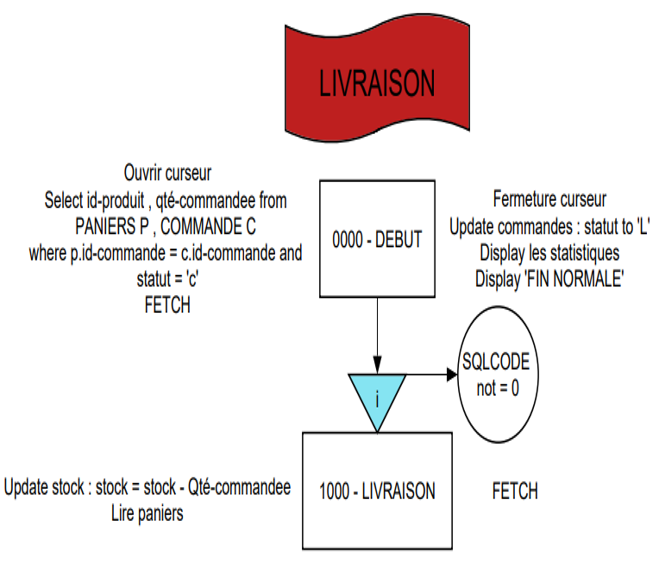 LIVRAISON
Ouvrir curseur
Select id-produit , qté-commandee from
PANIERS P , COMMANDE C
where p.id-commande = c.id-commande and
statut = 'c'
FETCH
0000 - DEBUT
Fermeture curseur
Update commandes : statut to 'L'
Display les statistiques
Display 'FIN NORMALE'
SQLCODE
not = 0
i
Update stock : stock = stock - Qté-commandee
Lire paniers
1000 - LIVRAISON
FETCH